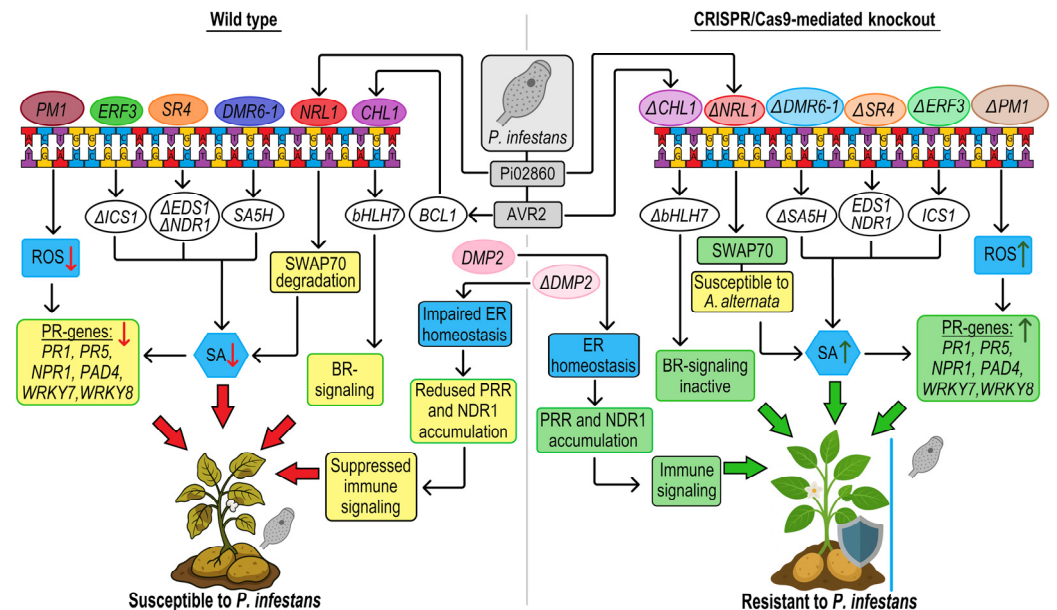 Wild type
CRISPR/Cas9-mediated knockout
PM1
ERF3
SR4
DMR6-1
NRL1
CHL1
P. infestans
ΔCHL1
ΔNRL1
ΔDMR6-1
ΔSR4
ΔERF3
ΔPM1
Pi02860
AVR2
ΔICS1
ΔEDS1
ΔNDR1
SA5H
bHLH7
BCL1
ΔbHLH7
ΔSA5H
EDS1
NDR1
ICS1
ROS
SWAP70
degradation
DMP2
ΔDMP2
SWAP70
Susceptible to
A. alternata
ROS
PR-genes:
PR1, PR5,
NPR1, PAD4,
WRKY7,WRKY8
SA
BR-
signaling
Impaired ER
homeostasis
Redused PRR
and NDR1
accumulation
Suppressed
immune
signaling
ER
homeostasis
PRR and NDR1
accumulation
Immune
signaling
BR-signaling
inactive
SA
PR-genes:
PR1, PR5,
NPR1, PAD4,
WRKY7,WRKY8
Susceptible to P. infestans
Resistant to P. infestans